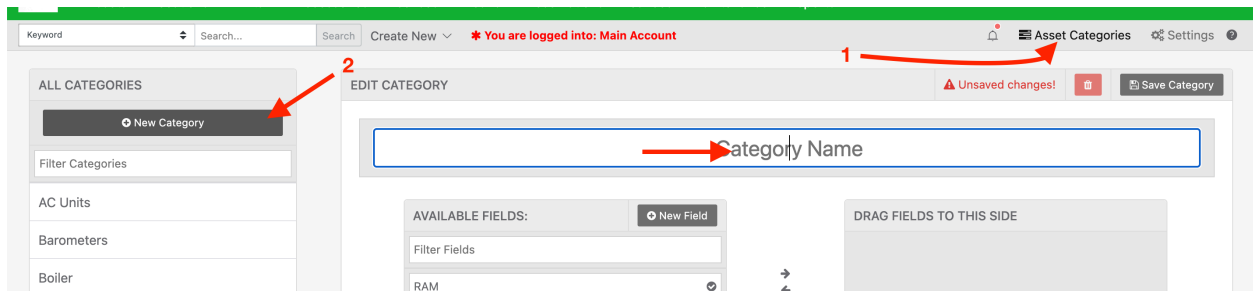 Keyword Search... Search Create New * You are logged into: Main Account Asset Categories Settings
1
2
ALL CATEGORIES
New Category
Filter Categories
AC Units
Barometers
Boiler
EDIT CATEGORY
Unsaved changes!
Save Category
Category Name
AVAILABLE FIELDS:
New Field
Filter Fields
RAM
DRAG FIELDS TO THIS SIDE